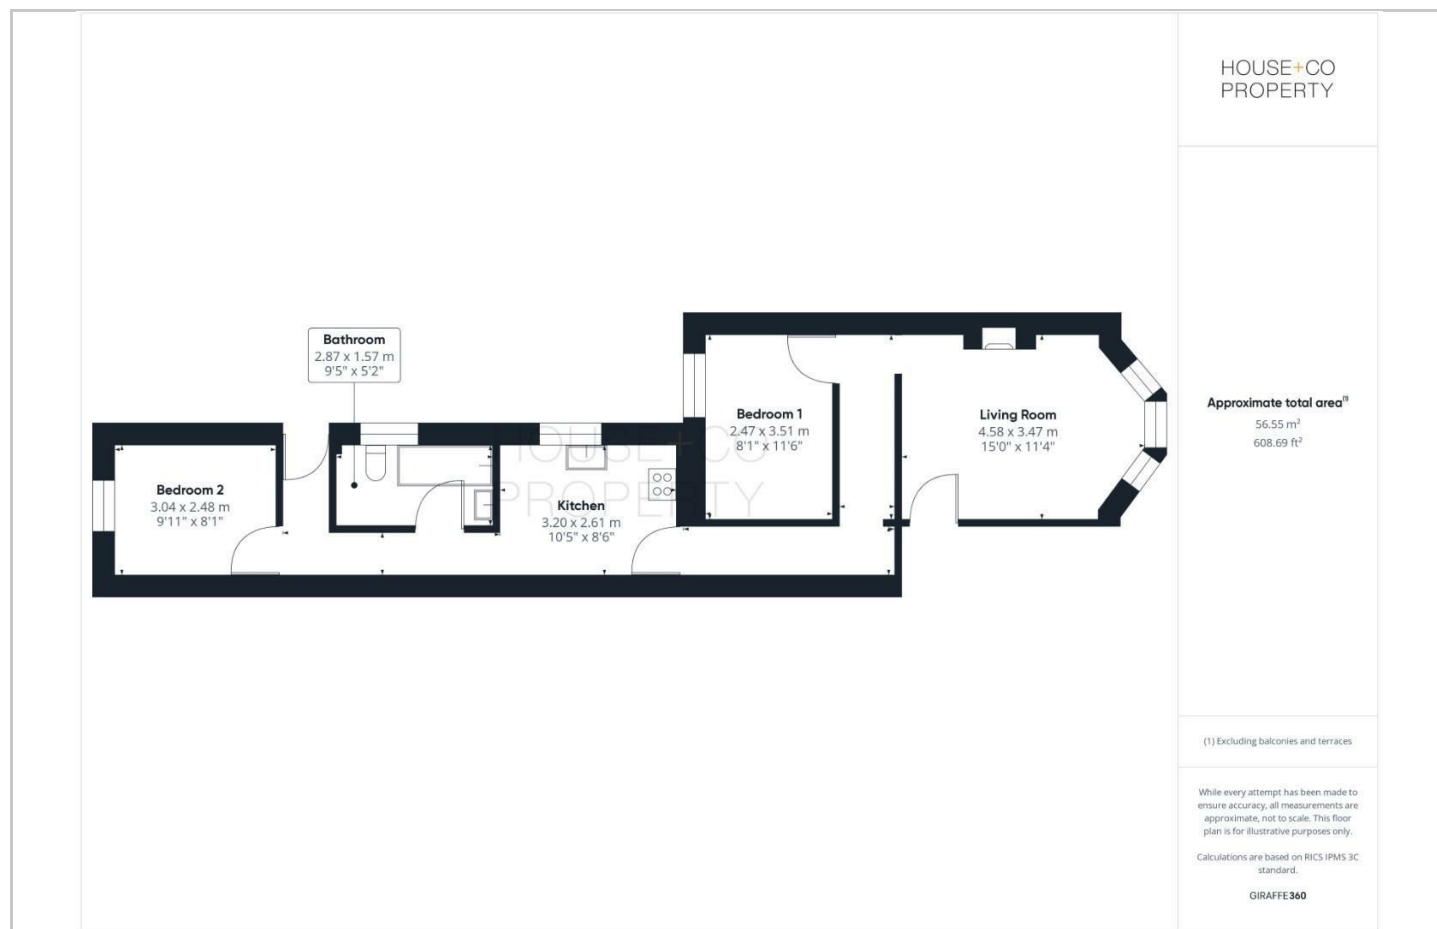 HOUSE+CO
PROPERTY
Bathroom
2.87 x 1.57 m
9'5" x 5'2"
Bedroom 2
3.04 x 2.48 m
9'11" x 8'1"
Kitchen
3.20 x 2.61 m
10'5" x 8'6"
Bedroom 1
2.47 x 3.51 m
8'1" x 11'6"
Living Room
4.58 x 3.47 m
15'0" x 11'4"
HOUSE+CO
PROPERTY
Approximate total area⁽¹⁾
56.55 m²
608.69 ft²
(1) Excluding balconies and terraces
While every attempt has been made to
ensure accuracy, all measurements are
approximate, not to scale. This floor
plan is for illustrative purposes only.
Calculations are based on RICS IPMS 3C
standard.
GIRAFFE360